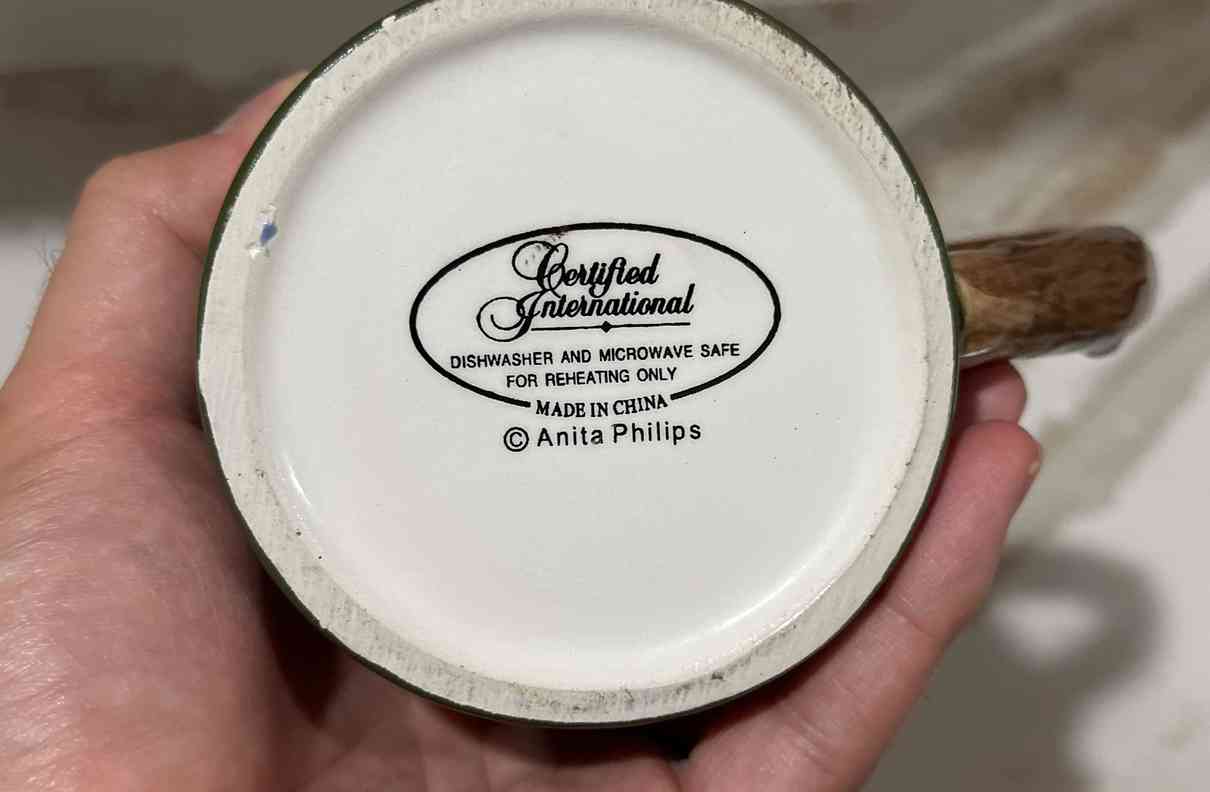 Certified
International
DISHWASHER AND MICROWAVE SAFE
FOR REHEATING ONLY
MADE IN CHINA
© Anita Philips